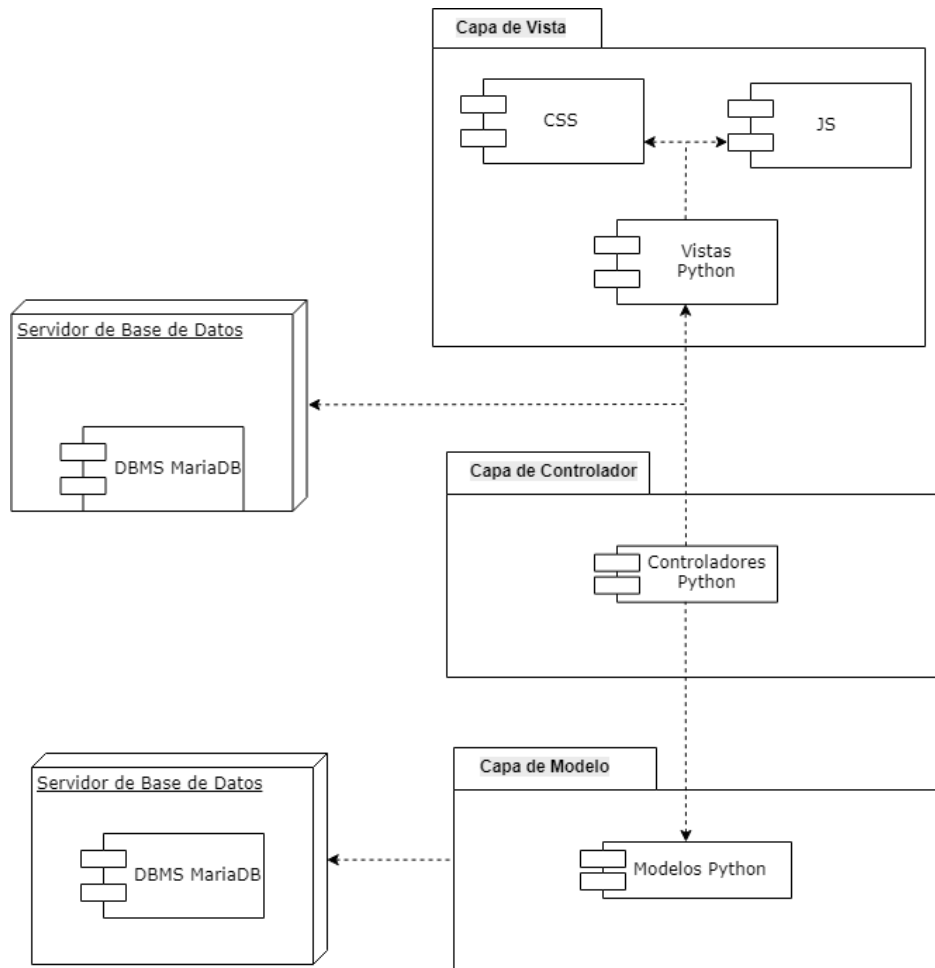 Capa de Vista
CSS
JS
Vistas
Python
Servidor de Base de Datos
DBMS MariaDB
Capa de Controlador
Controladores
Python
Capa de Modelo
Servidor de Base de Datos
DBMS MariaDB
Modelos Python